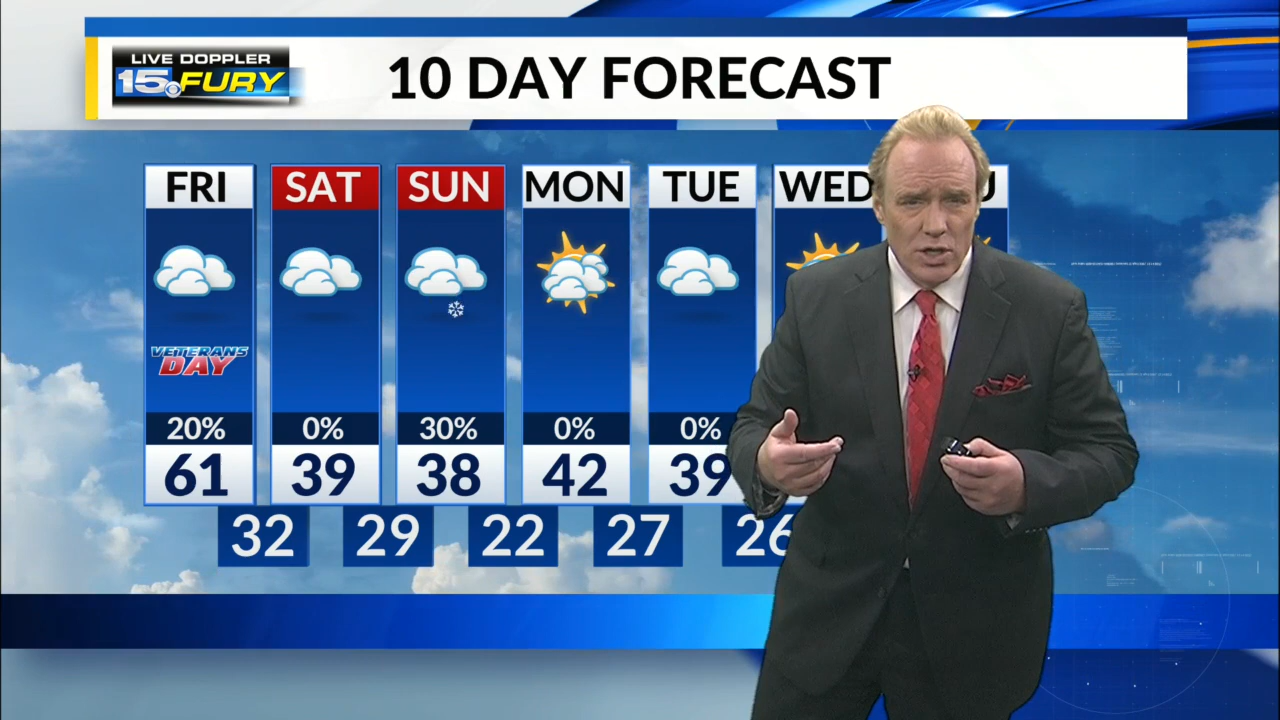 LIVE DOPPLER
15 FURY
10 DAY FORECAST
FRI SAT SUN MON TUE WED U
VETERANS
DAY
20% 0% 30% 0% 0%
61 39 38 42 39
32 29 22 27 26